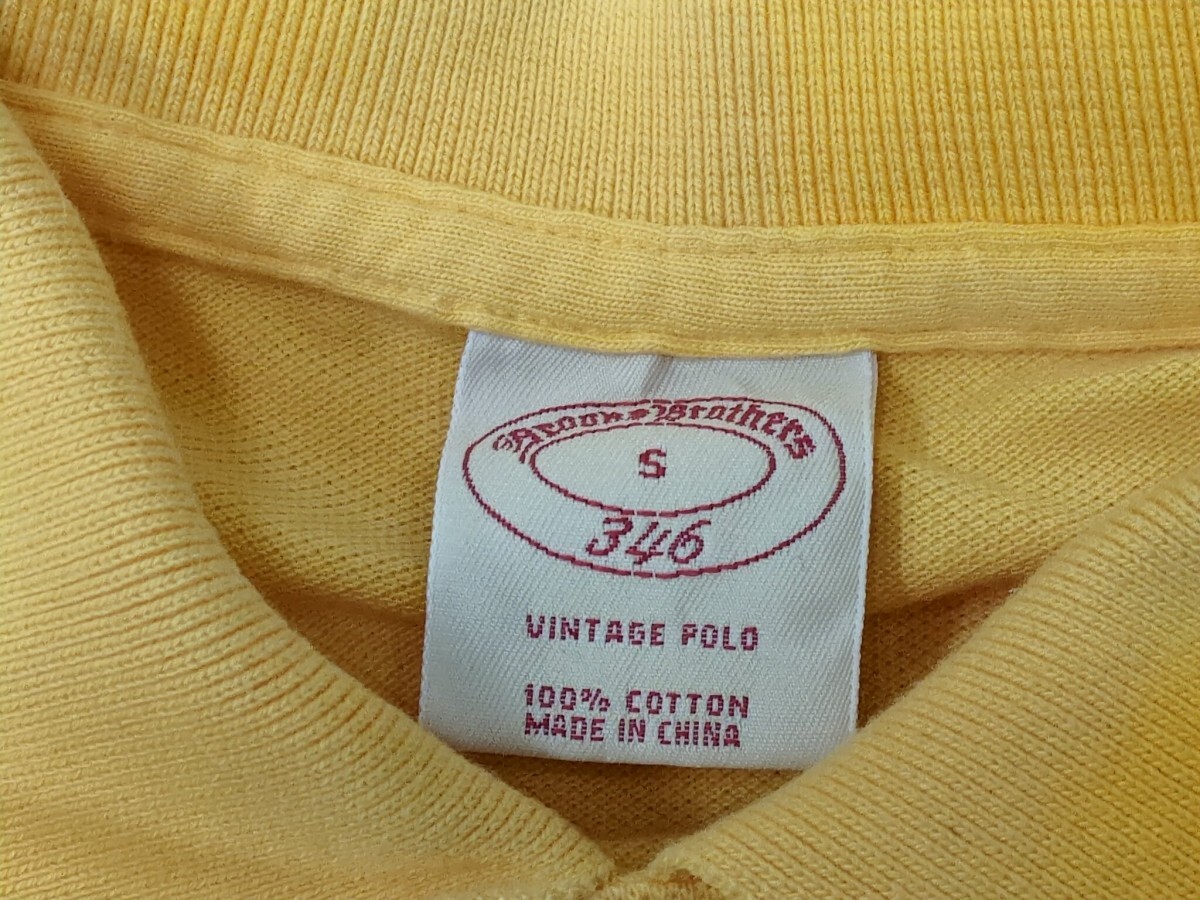 Brooks Brothers
S
346
VINTAGE POLO
100% COTTON
MADE IN CHINA